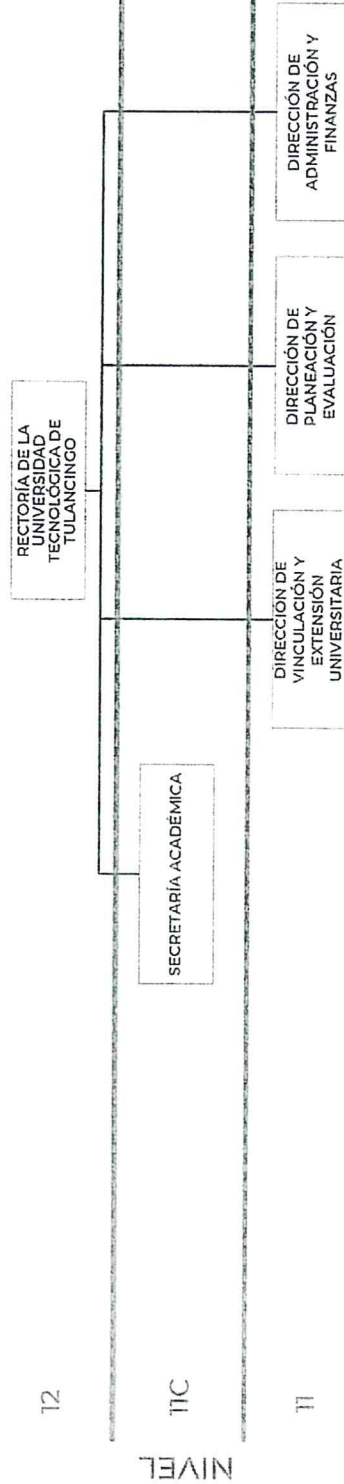 12
RECTORÍA DE LA
UNIVERSIDAD
TECNOLÓGICA DE
TULANCINGO
NIVEL
11C
SECRETARÍA ACADÉMICA
11
DIRECCIÓN DE
VINCULACIÓN Y
EXTENSIÓN
UNIVERSITARIA
DIRECCIÓN DE
PLANEACIÓN Y
EVALUACIÓN
DIRECCIÓN DE
ADMINISTRACIÓN Y
FINANZAS